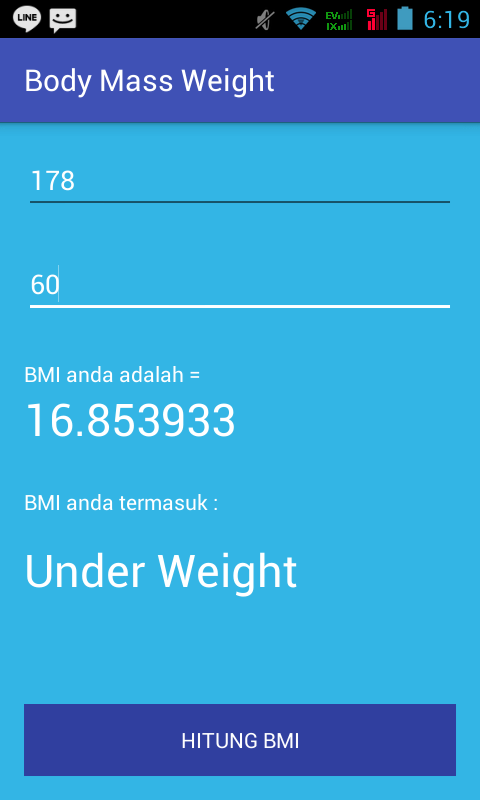 LINE
EV
1X
6:19
Body Mass Weight
178
60
BMI anda adalah =
16.853933
BMI anda termasuk :
Under Weight
HITUNG BMI